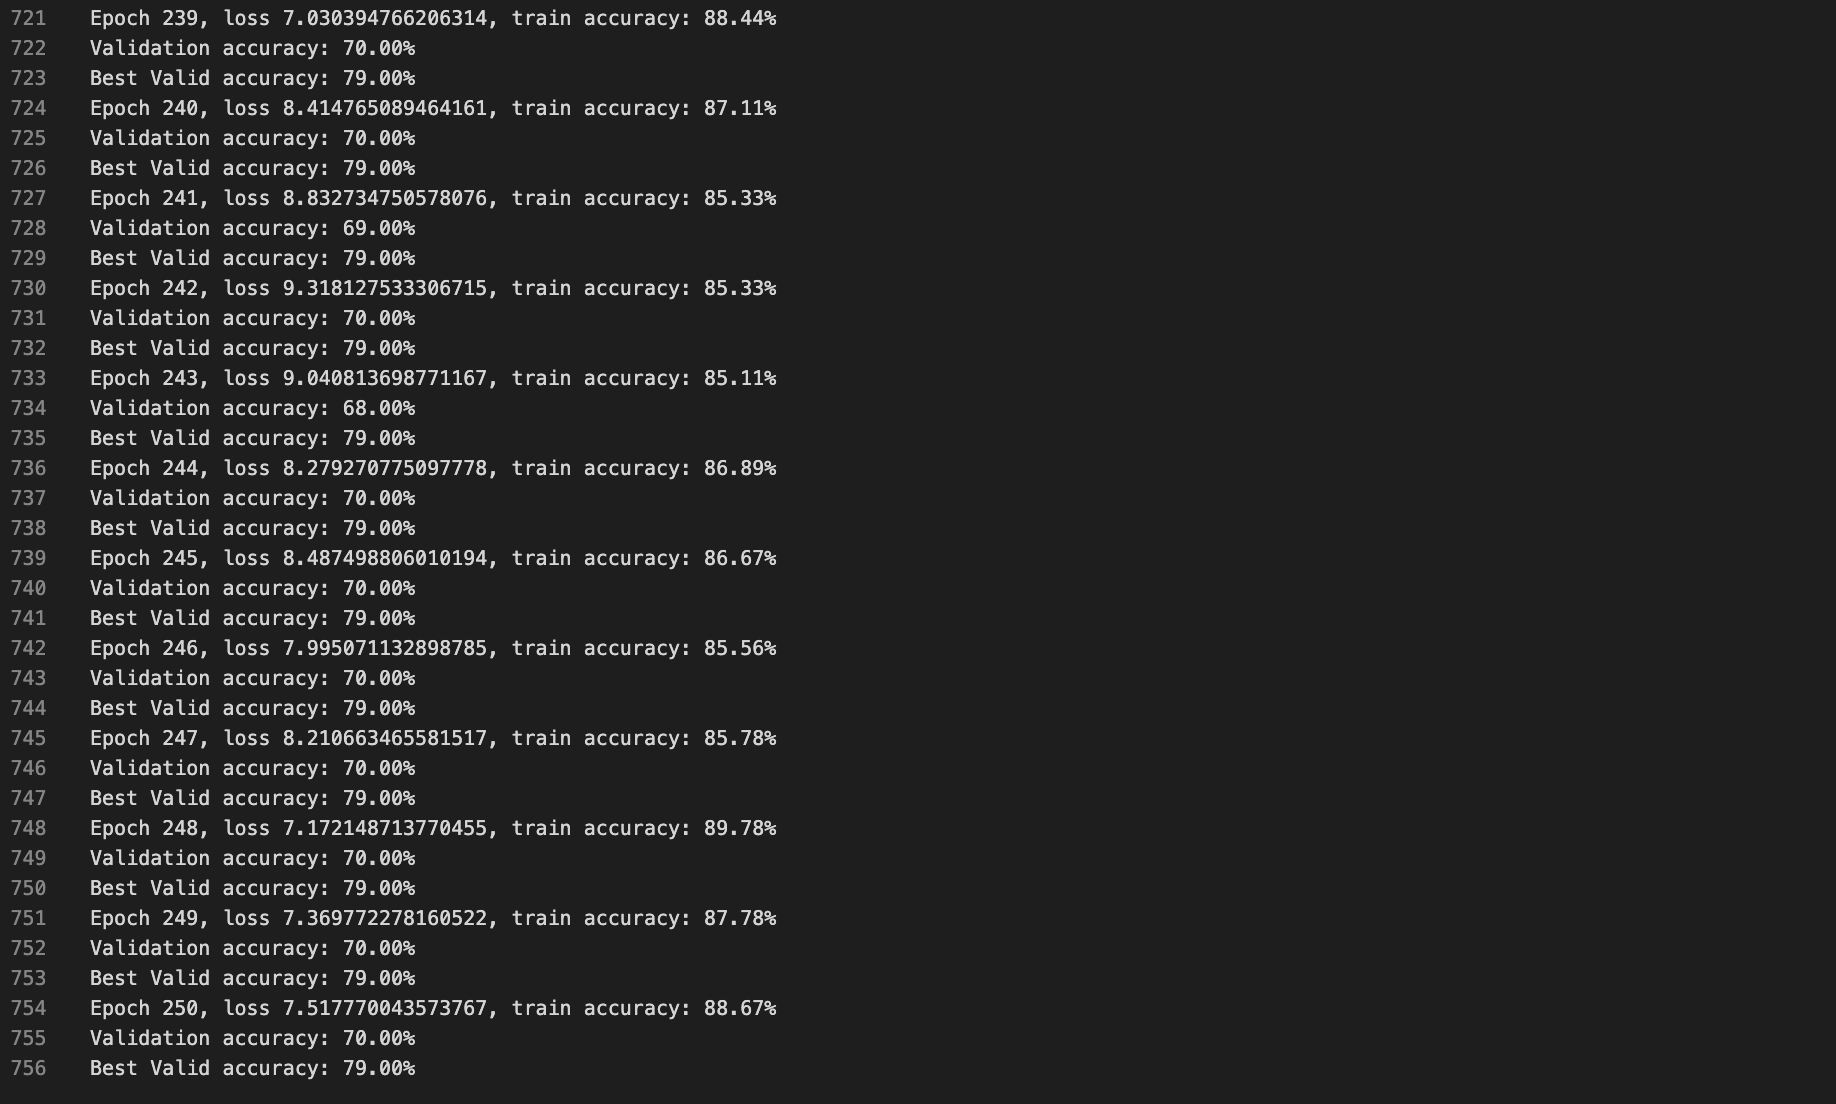 721 Epoch 239, loss 7.030394766206314, train accuracy: 88.44%
722 Validation accuracy: 70.00%
723 Best Valid accuracy: 79.00%
724 Epoch 240, loss 8.414765089464161, train accuracy: 87.11%
725 Validation accuracy: 70.00%
726 Best Valid accuracy: 79.00%
727 Epoch 241, loss 8.832734750578076, train accuracy: 85.33%
728 Validation accuracy: 69.00%
729 Best Valid accuracy: 79.00%
730 Epoch 242, loss 9.318127533306715, train accuracy: 85.33%
731 Validation accuracy: 70.00%
732 Best Valid accuracy: 79.00%
733 Epoch 243, loss 9.040813698771167, train accuracy: 85.11%
734 Validation accuracy: 68.00%
735 Best Valid accuracy: 79.00%
736 Epoch 244, loss 8.279270775097778, train accuracy: 86.89%
737 Validation accuracy: 70.00%
738 Best Valid accuracy: 79.00%
739 Epoch 245, loss 8.487498806010194, train accuracy: 86.67%
740 Validation accuracy: 70.00%
741 Best Valid accuracy: 79.00%
742 Epoch 246, loss 7.995071132898785, train accuracy: 85.56%
743 Validation accuracy: 70.00%
744 Best Valid accuracy: 79.00%
745 Epoch 247, loss 8.210663465581517, train accuracy: 85.78%
746 Validation accuracy: 70.00%
747 Best Valid accuracy: 79.00%
748 Epoch 248, loss 7.172148713770455, train accuracy: 89.78%
749 Validation accuracy: 70.00%
750 Best Valid accuracy: 79.00%
751 Epoch 249, loss 7.369772278160522, train accuracy: 87.78%
752 Validation accuracy: 70.00%
753 Best Valid accuracy: 79.00%
754 Epoch 250, loss 7.517770043573767, train accuracy: 88.67%
755 Validation accuracy: 70.00%
756 Best Valid accuracy: 79.00%